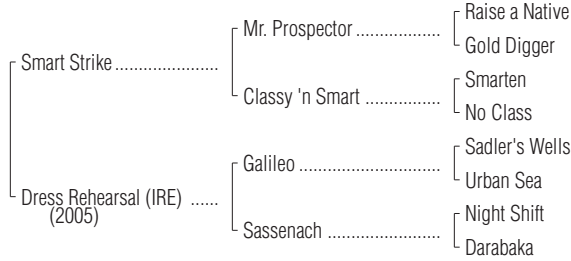 Raise a Native
Mr. Prospector ..................
Gold Digger
Smart Strike ......................
Smarten
Classy 'n Smart ................
No Class
Sadler's Wells
Galileo ..............................
Urban Sea
Dress Rehearsal (IRE) ......
(2005)
Night Shift
Sassenach ........................
Darabaka